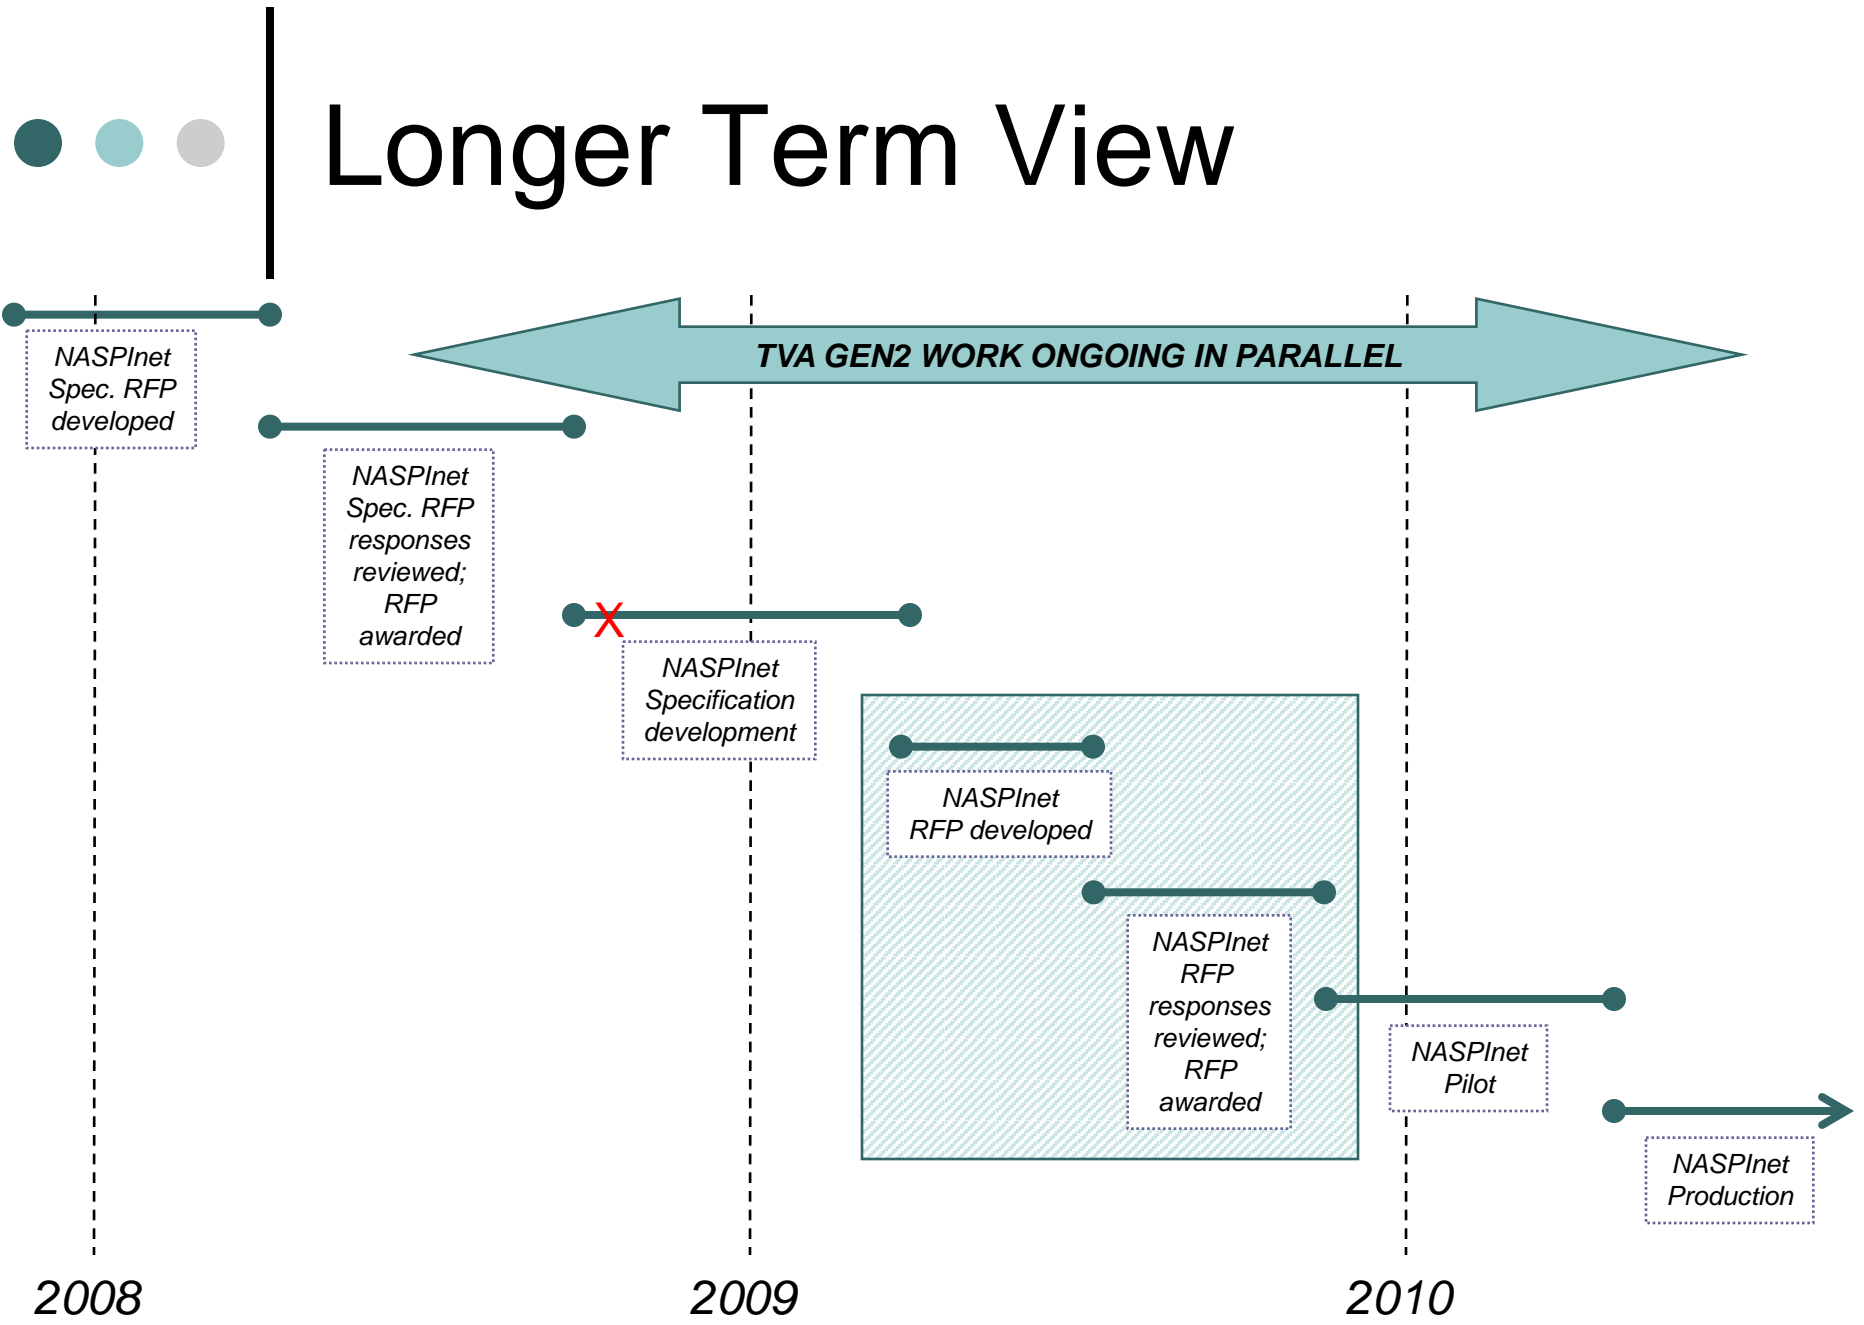 Longer Term View
TVA GEN2 WORK ONGOING IN PARALLEL
NASPInet
Spec. RFP
developed
NASPInet
Spec. RFP
responses
reviewed;
RFP
awarded
X
NASPInet
Specification
development
NASPInet
RFP developed
NASPInet
RFP
responses
reviewed;
RFP
awarded
NASPInet
Pilot
NASPInet
Production
2008
2009
2010